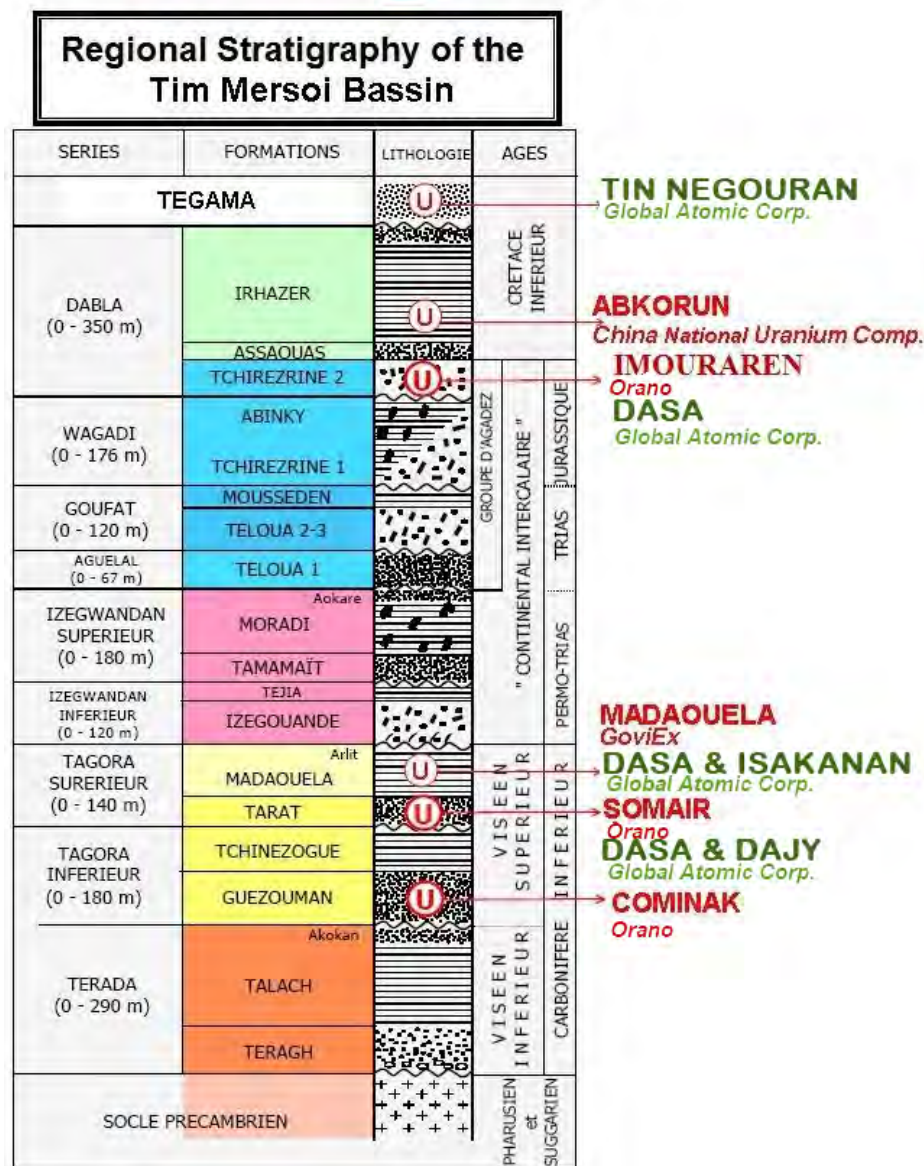 Regional Stratigraphy of the
Tim Mersoi Bassin
SERIES
FORMATIONS
LITHOLOGIE
AGES
TEGAMA
U
TIN NEGOURAN
Global Atomic Corp.
CRETACE
INFERIEUR
DABLA
(0 - 350 m)
IRHAZER
U
ABKORUN
China National Uranium Comp.
ASSAOUAS
TCHIREZRINE 2
U
IMOURAREN
Orano
DASA
Global Atomic Corp.
GROUPE D'AGADEZ
" CONTINENTAL INTERCALAIRE "
JURASSIQUE
WAGADI
(0 - 176 m)
ABINKY
TCHIREZRINE 1
GOUFAT
(0 - 120 m)
MOUSSEDEN
TELOUA 2-3
TRIAS
AGUELAL
(0 - 67 m)
TELOUA 1
IZEGWANDAN
SUPERIEUR
(0 - 180 m)
Aokare
MORADI
TAMAMAÏT
PERMO-TRIAS
IZEGWANDAN
INFERIEUR
(0 - 120 m)
TEJIA
IZEGOUANDE
MADAOUELA
GoviEx
TAGORA
SURERIEUR
(0 - 140 m)
Arlit
MADAOUELA
U
DASA & ISAKANAN
Global Atomic Corp.
TARAT
U
SOMAIR
Orano
VISEEN
SUPERIEUR
CARBONIFERE INFERIEUR
TAGORA
INFERIEUR
(0 - 180 m)
TCHINEZOGUE
DASA & DAJY
Global Atomic Corp.
GUEZOUMAN
U
COMINAK
Orano
TERADA
(0 - 290 m)
Akokan
TALACH
TERAGH
VISEEN
INFERIEUR
SOCLE PRECAMBRIEN
PHARUSIEN
et
SUGGARIEN